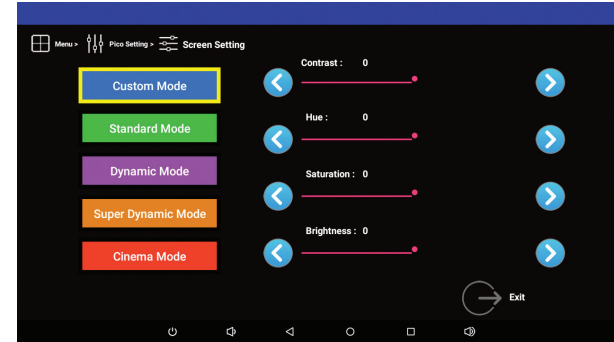 Menu > Pico Setting > Screen Setting
Custom Mode
Standard Mode
Dynamic Mode
Super Dynamic Mode
Cinema Mode
Contrast : 0
Hue : 0
Saturation : 0
Brightness : 0
Exit